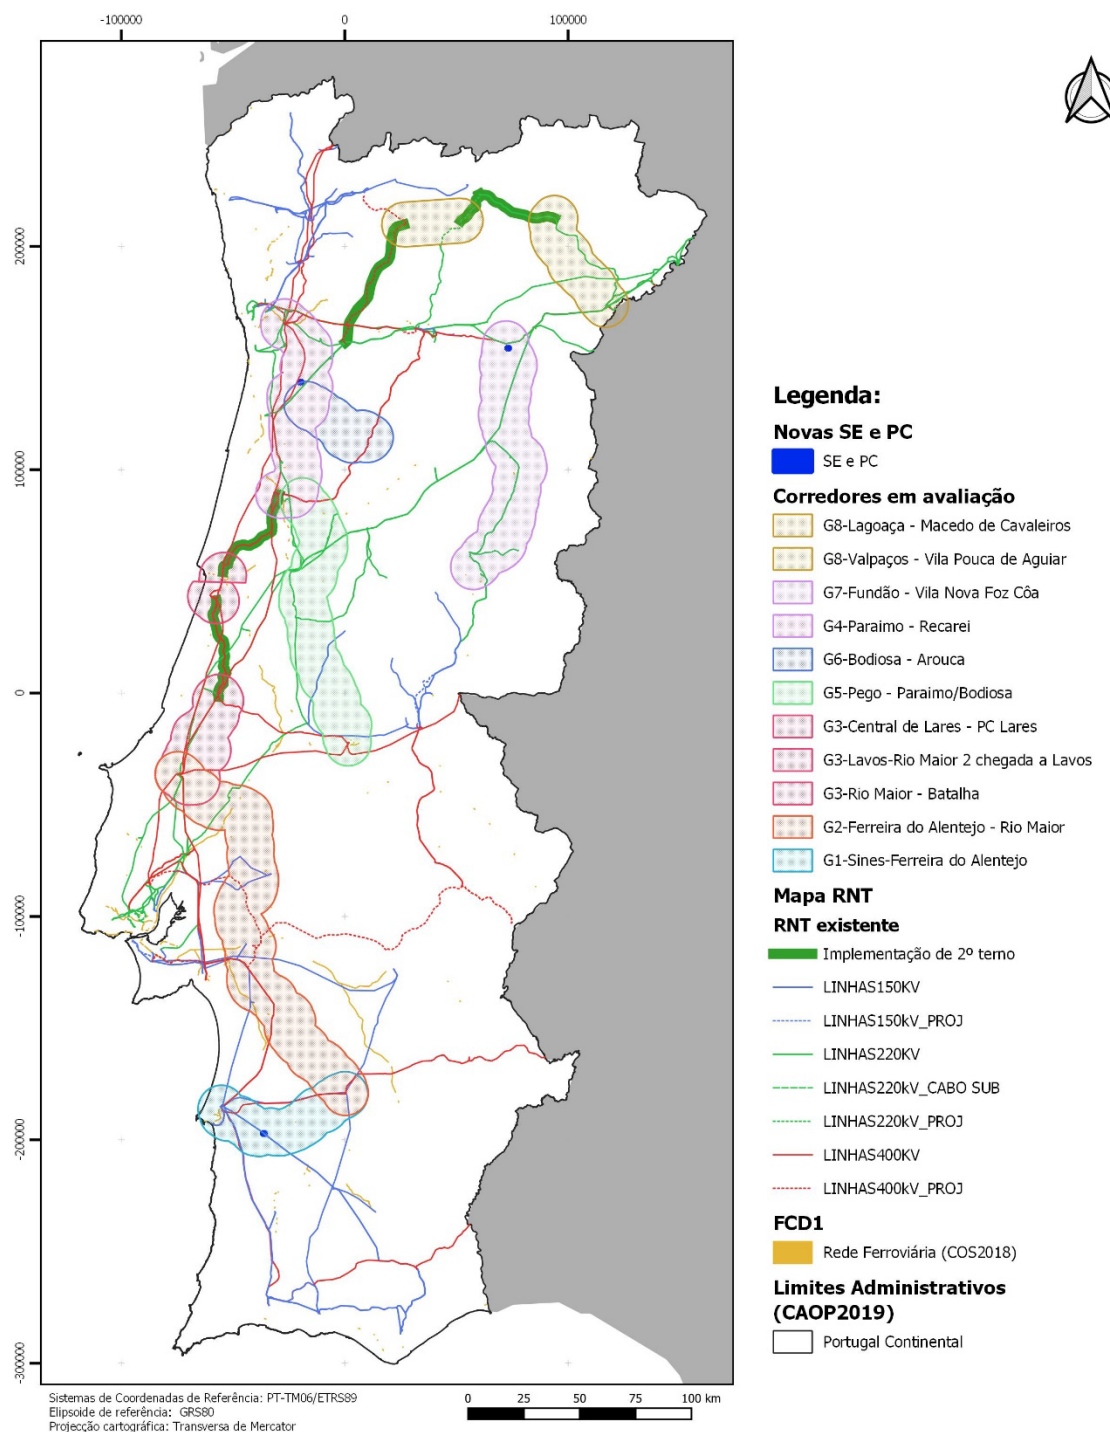 -100000
0
100000
200000
100000
0
-100000
-200000
-300000
Legenda:
Novas SE e PC
SE e PC
Corredores em avaliação
G8-Lagoaça - Macedo de Cavaleiros
G8-Valpaços - Vila Pouca de Aguiar
G7-Fundão - Vila Nova Foz Côa
G4-Paraimo - Recarei
G6-Bodiosa - Arouca
G5-Pego - Paraimo/Bodiosa
G3-Central de Lares - PC Lares
G3-Lavos-Rio Maior 2 chegada a Lavos
G3-Rio Maior - Batalha
G2-Ferreira do Alentejo - Rio Maior
G1-Sines-Ferreira do Alentejo
Mapa RNT
RNT existente
Implementação de 2º terno
LINHAS150KV
LINHAS150kV_PROJ
LINHAS220KV
LINHAS220kV_CABO SUB
LINHAS220kV_PROJ
LINHAS400KV
LINHAS400kV_PROJ
FCD1
Rede Ferroviária (COS2018)
Limites Administrativos
(CAOP2019)
Portugal Continental
Sistemas de Coordenadas de Referência: PT-TM06/ETRS89
Elipsoide de referência: GRS80
Projecção cartográfica: Transversa de Mercator
0 25 50 75 100 km